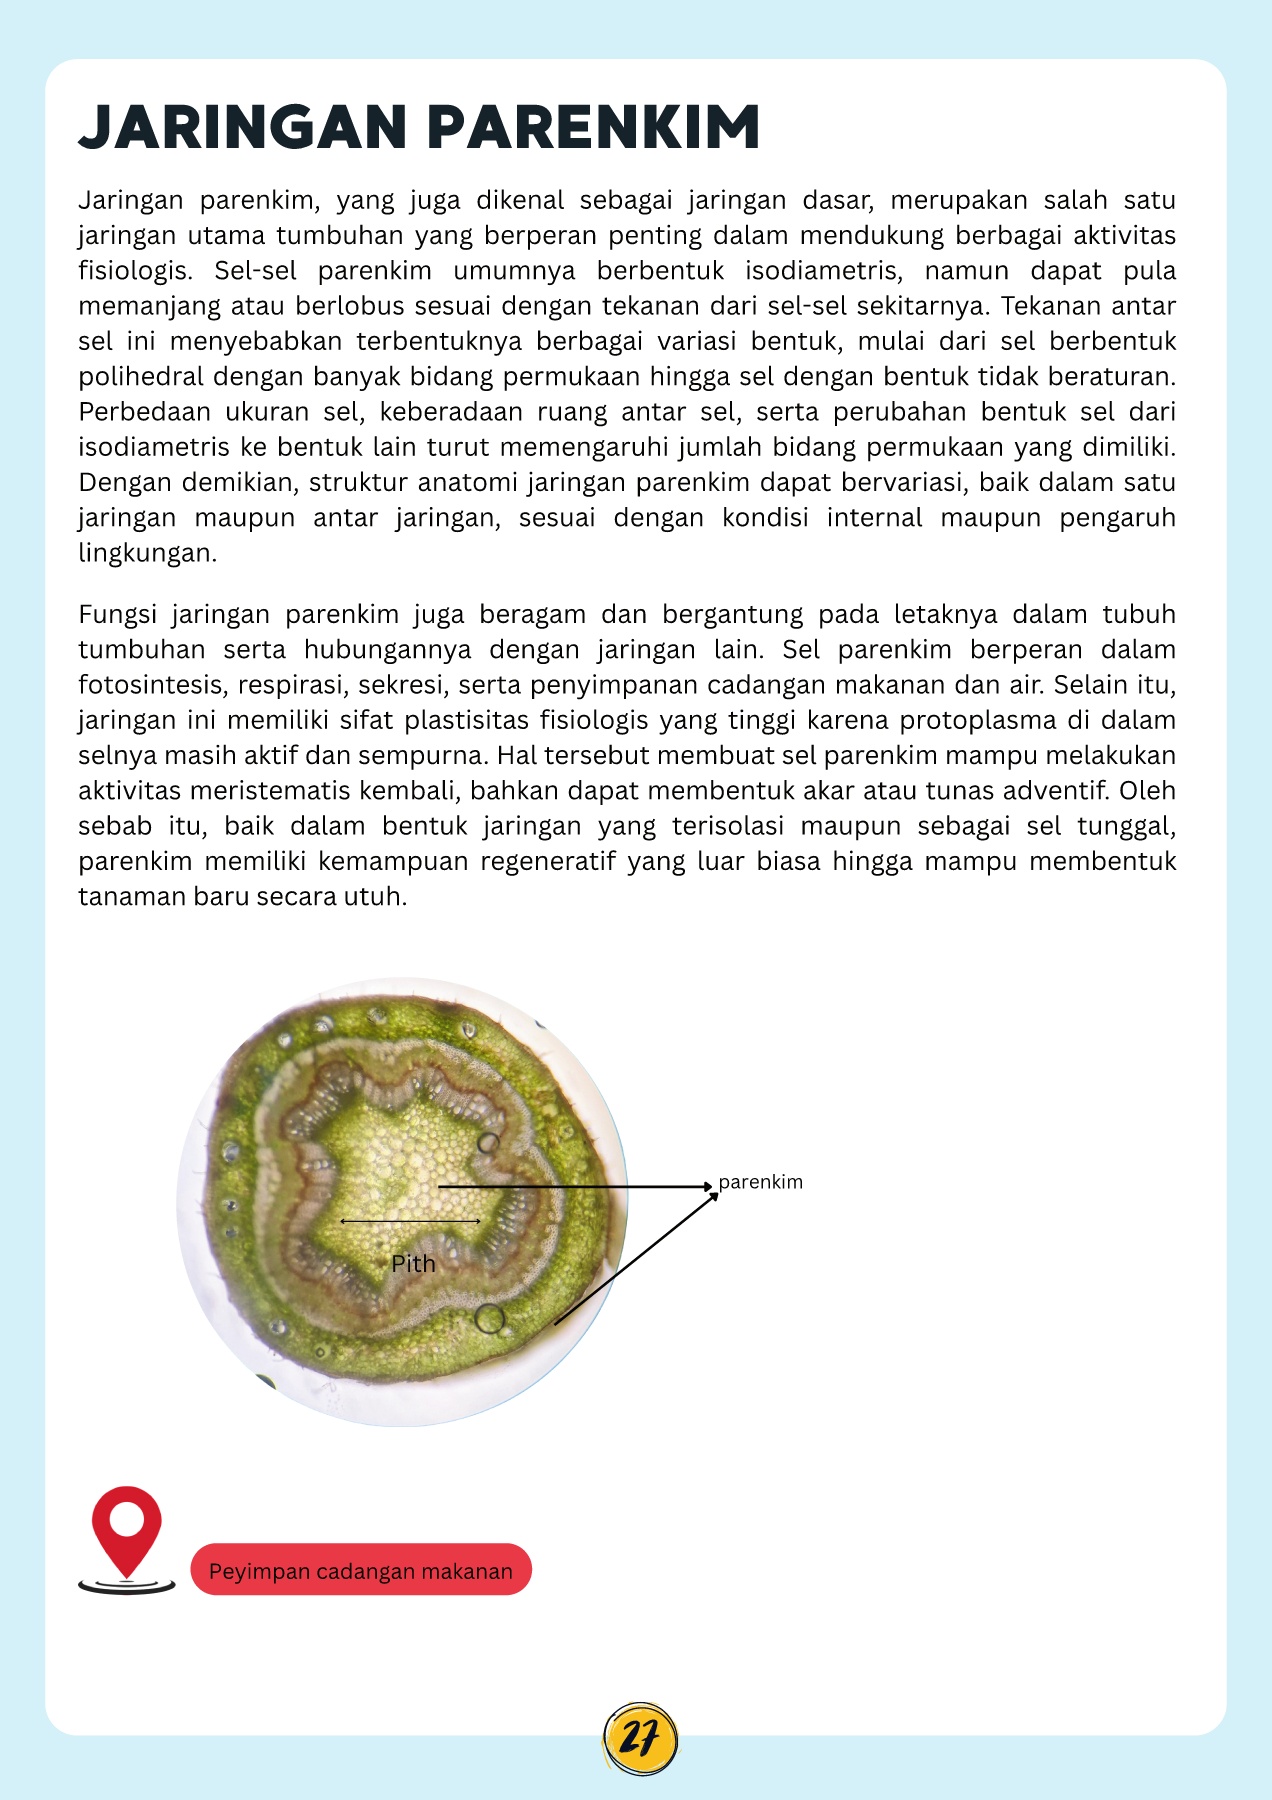 JARINGAN PARENKIM
Jaringan parenkim, yang juga dikenal sebagai jaringan dasar, merupakan salah satu
jaringan utama tumbuhan yang berperan penting dalam mendukung berbagai aktivitas
fisiologis. Sel-sel parenkim umumnya berbentuk isodiametris, namun dapat pula
memanjang atau berlobus sesuai dengan tekanan dari sel-sel sekitarnya. Tekanan antar
sel ini menyebabkan terbentuknya berbagai variasi bentuk, mulai dari sel berbentuk
polihedral dengan banyak bidang permukaan hingga sel dengan bentuk tidak beraturan.
Perbedaan ukuran sel, keberadaan ruang antar sel, serta perubahan bentuk sel dari
isodiametris ke bentuk lain turut memengaruhi jumlah bidang permukaan yang dimiliki.
Dengan demikian, struktur anatomi jaringan parenkim dapat bervariasi, baik dalam satu
jaringan maupun antar jaringan, sesuai dengan kondisi internal maupun pengaruh
lingkungan.
Fungsi jaringan parenkim juga beragam dan bergantung pada letaknya dalam tubuh
tumbuhan serta hubungannya dengan jaringan lain. Sel parenkim berperan dalam
fotosintesis, respirasi, sekresi, serta penyimpanan cadangan makanan dan air. Selain itu,
jaringan ini memiliki sifat plastisitas fisiologis yang tinggi karena protoplasma di dalam
selnya masih aktif dan sempurna. Hal tersebut membuat sel parenkim mampu melakukan
aktivitas meristematis kembali, bahkan dapat membentuk akar atau tunas adventif. Oleh
sebab itu, baik dalam bentuk jaringan yang terisolasi maupun sebagai sel tunggal,
parenkim memiliki kemampuan regeneratif yang luar biasa hingga mampu membentuk
tanaman baru secara utuh.
parenkim
Pith
Peyimpan cadangan makanan
27